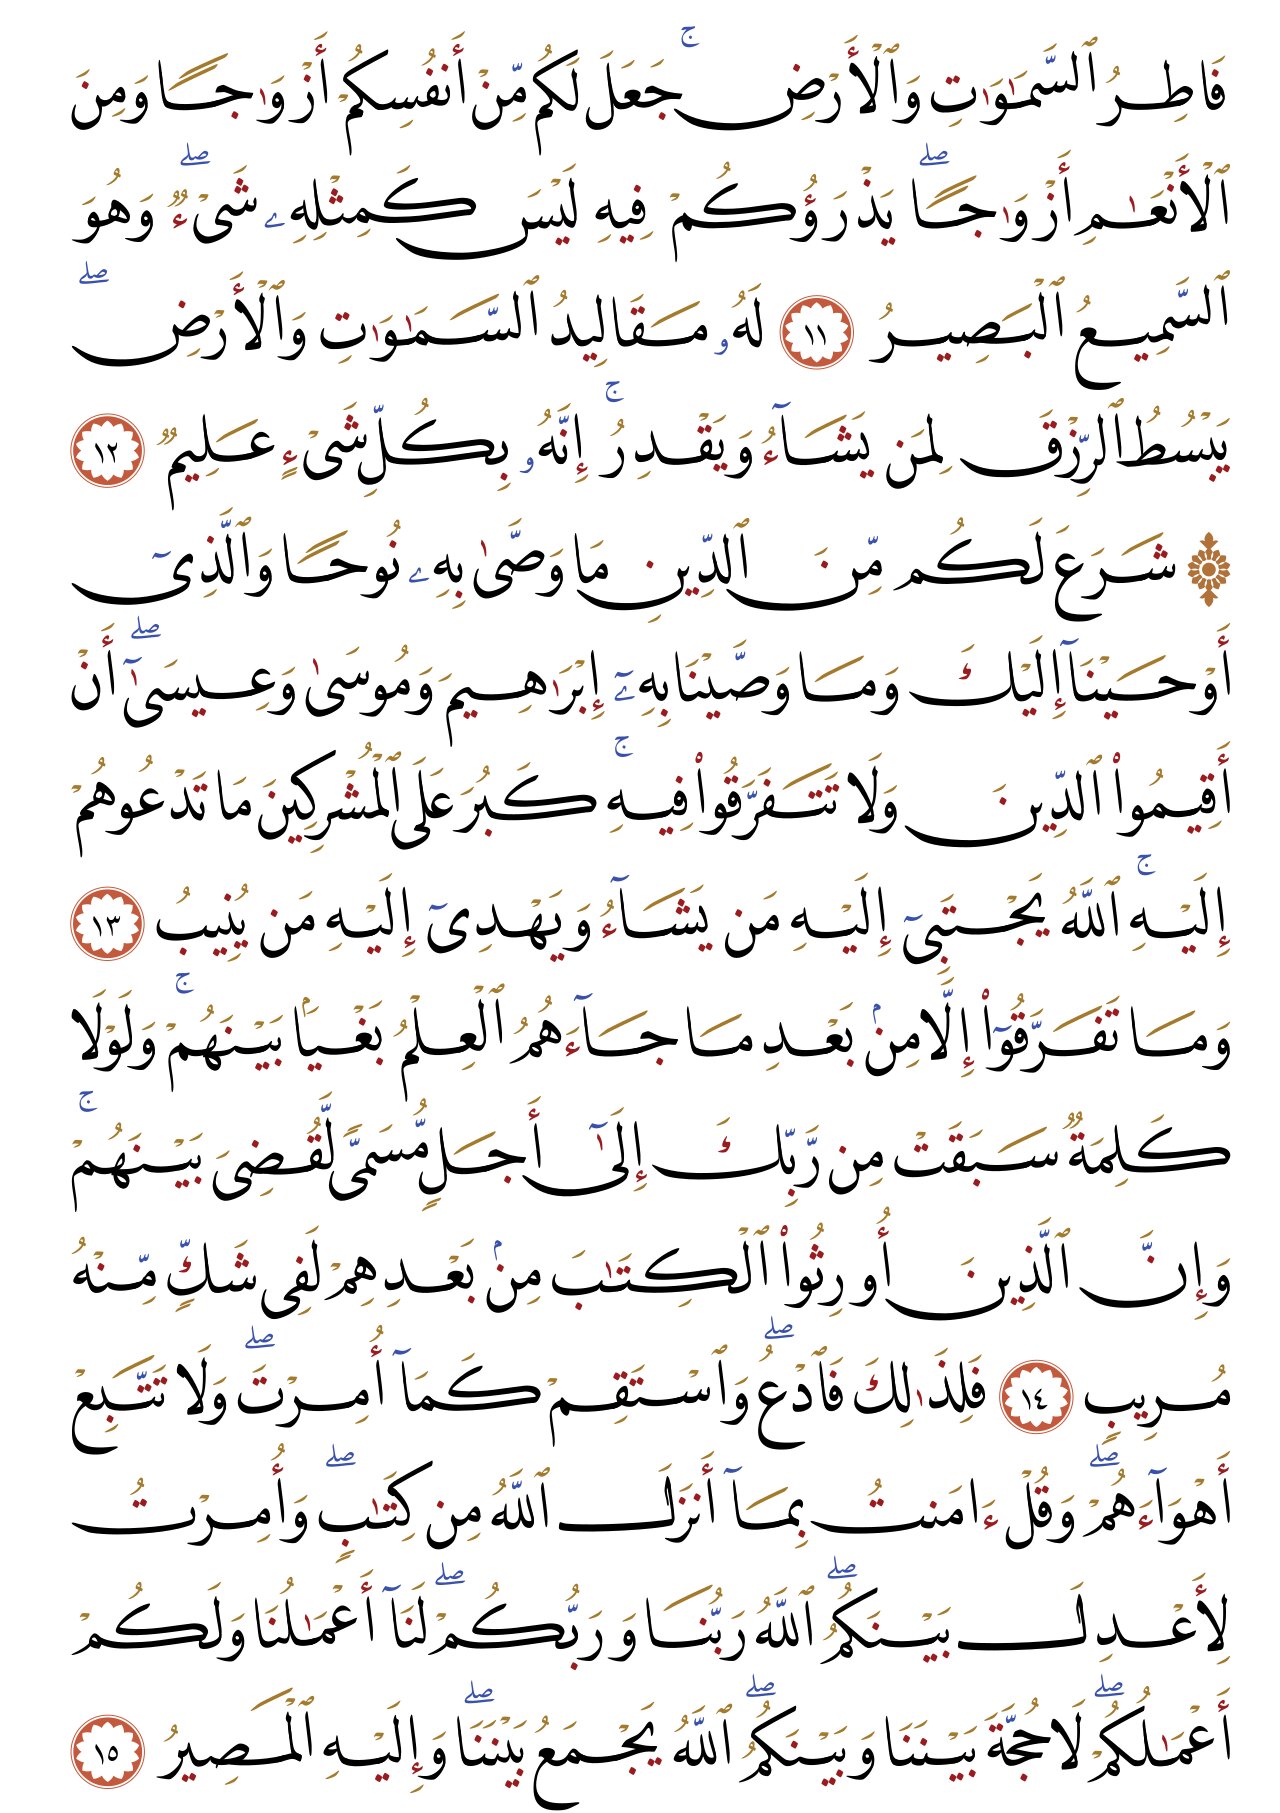 فَاطِرُ ٱلسَّمَـٰوَٰتِ وَٱلْأَرْضِ ۚ جَعَلَ لَكُم مِّنْ أَنفُسِكُمْ أَزْوَٰجًا وَمِنَ
ٱلْأَنْعَـٰمِ أَزْوَٰجًا ۖ يَذْرَؤُكُمْ فِيهِ لَيْسَ كَمِثْلِهِۦ شَىْءٌ ۖ وَهُوَ
ٱلسَّمِيعُ ٱلْبَصِيرُ ١١ لَهُۥ مَقَالِيدُ ٱلسَّمَـٰوَٰتِ وَٱلْأَرْضِ ۖ
يَبْسُطُ ٱلرِّزْقَ لِمَن يَشَآءُ وَيَقْدِرُ ۚ إِنَّهُۥ بِكُلِّ شَىْءٍ عَلِيمٌ ١٢
۞ شَرَعَ لَكُم مِّنَ ٱلدِّينِ مَا وَصَّىٰ بِهِۦ نُوحًا وَٱلَّذِىٓ
أَوْحَيْنَآ إِلَيْكَ وَمَا وَصَّيْنَا بِهِۦٓ إِبْرَٰهِيمَ وَمُوسَىٰ وَعِيسَىٰٓ ۖ أَنْ
أَقِيمُوا۟ ٱلدِّينَ وَلَا تَتَفَرَّقُوا۟ فِيهِ ۚ كَبُرَ عَلَى ٱلْمُشْرِكِينَ مَا تَدْعُوهُمْ
إِلَيْهِ ۚ ٱللَّهُ يَجْتَبِىٓ إِلَيْهِ مَن يَشَآءُ وَيَهْدِىٓ إِلَيْهِ مَن يُنِيبُ ١٣
وَمَا تَفَرَّقُوٓا۟ إِلَّا مِنۢ بَعْدِ مَا جَآءَهُمُ ٱلْعِلْمُ بَغْيًۢا بَيْنَهُمْ ۚ وَلَوْلَا
كَلِمَةٌ سَبَقَتْ مِن رَّبِّكَ إِلَىٰٓ أَجَلٍ مُّسَمًّى لَّقُضِىَ بَيْنَهُمْ ۚ
وَإِنَّ ٱلَّذِينَ أُورِثُوا۟ ٱلْكِتَـٰبَ مِنۢ بَعْدِهِمْ لَفِى شَكٍّ مِّنْهُ
مُرِيبٍ ١٤ فَلِذَٰلِكَ فَٱدْعُ ۖ وَٱسْتَقِمْ كَمَآ أُمِرْتَ ۖ وَلَا تَتَّبِعْ
أَهْوَآءَهُمْ ۖ وَقُلْ ءَامَنتُ بِمَآ أَنزَلَ ٱللَّهُ مِن كِتَـٰبٍ ۖ وَأُمِرْتُ
لِأَعْدِلَ بَيْنَكُمُ ۖ ٱللَّهُ رَبُّنَا وَرَبُّكُمْ ۖ لَنَآ أَعْمَـٰلُنَا وَلَكُمْ
أَعْمَـٰلُكُمْ ۖ لَا حُجَّةَ بَيْنَنَا وَبَيْنَكُمُ ۖ ٱللَّهُ يَجْمَعُ بَيْنَنَا ۖ وَإِلَيْهِ ٱلْمَصِيرُ ١٥